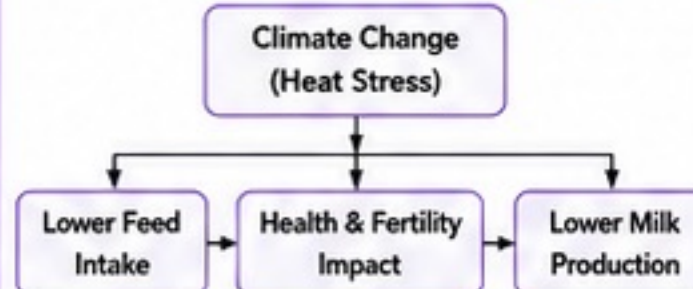 Climate Change
(Heat Stress)
Lower Feed
Intake
Health & Fertility
Impact
Lower Milk
Production